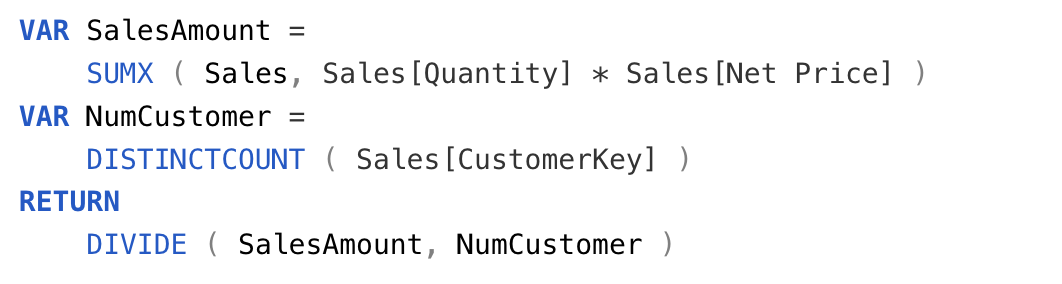 VAR SalesAmount =
    SUMX ( Sales, Sales[Quantity] * Sales[Net Price] )
VAR NumCustomer =
    DISTINCTCOUNT ( Sales[CustomerKey] )
RETURN
    DIVIDE ( SalesAmount, NumCustomer )